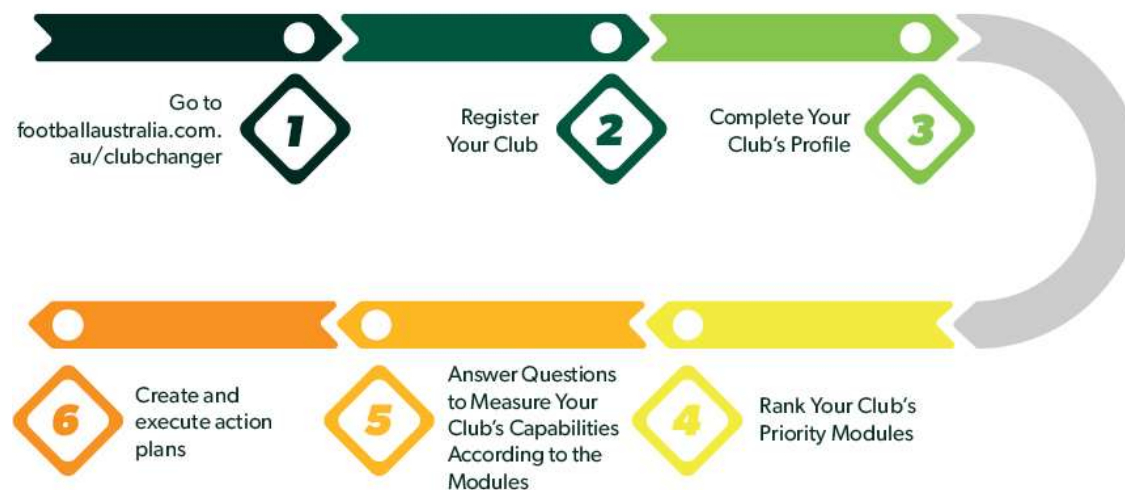 Go to
footballaustralia.com.
au/clubchanger
1
Register
Your Club
2
Complete Your
Club's Profile
3
Rank Your Club's
Priority Modules
4
Answer Questions
to Measure Your
Club's Capabilities
According to the
Modules
5
Create and
execute action
plans
6